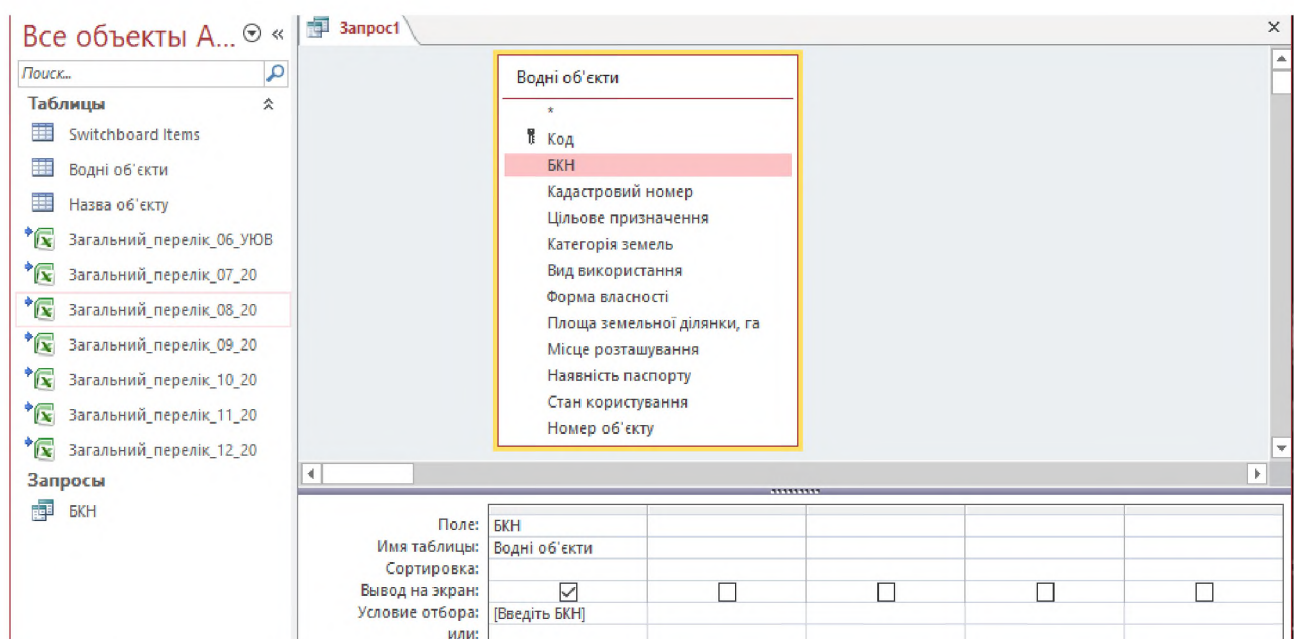 Все объекты A... «
Поиск...
Таблицы
Switchboard Items
Водні об'єкти
Назва об'єкту
Загальний_перелік_06_УЮВ
Загальний_перелік_07_20
Загальний_перелік_08_20
Загальний_перелік_09_20
Загальний_перелік_10_20
Загальний_перелік_11_20
Загальний_перелік_12_20
Запросы
БКН
Запрос1
Водні об'єкти
*
Код
БКН
Кадастровий номер
Цільове призначення
Категорія земель
Вид використання
Форма власності
Площа земельної ділянки, га
Місце розташування
Наявність паспорту
Стан користування
Номер об'єкту
Поле: БКН
Имя таблицы: Водні об'єкти
Сортировка:
Вывод на экран:
Условие отбора: [Введіть БКН]
или: